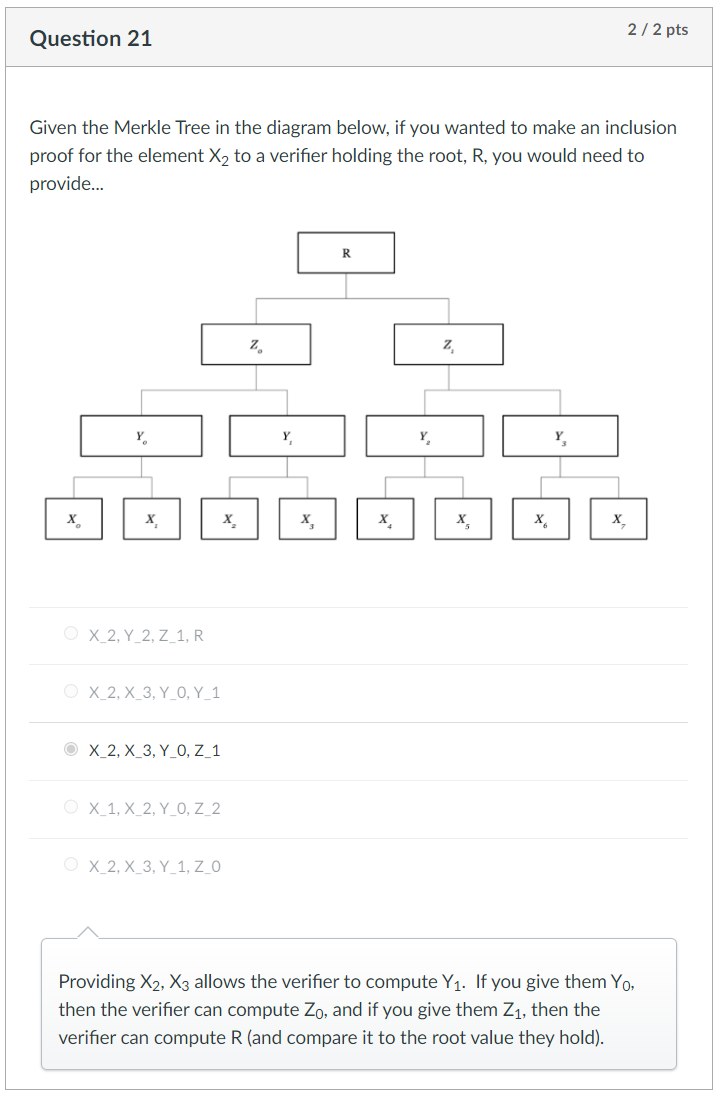 Question 21
2 / 2 pts
Given the Merkle Tree in the diagram below, if you wanted to make an inclusion
proof for the element X₂ to a verifier holding the root, R, you would need to
provide...
R
Z₀ Z₁
Y₀ Y₁ Y₂ Y₃
X₀ X₁ X₂ X₃ X₄ X₅ X₆ X₇
X_2, Y_2, Z_1, R
X_2, X_3, Y_0, Y_1
X_2, X_3, Y_0, Z_1
X_1, X_2, Y_0, Z_2
X_2, X_3, Y_1, Z_0
Providing X₂, X₃ allows the verifier to compute Y₁. If you give them Y₀,
then the verifier can compute Z₀, and if you give them Z₁, then the
verifier can compute R (and compare it to the root value they hold).